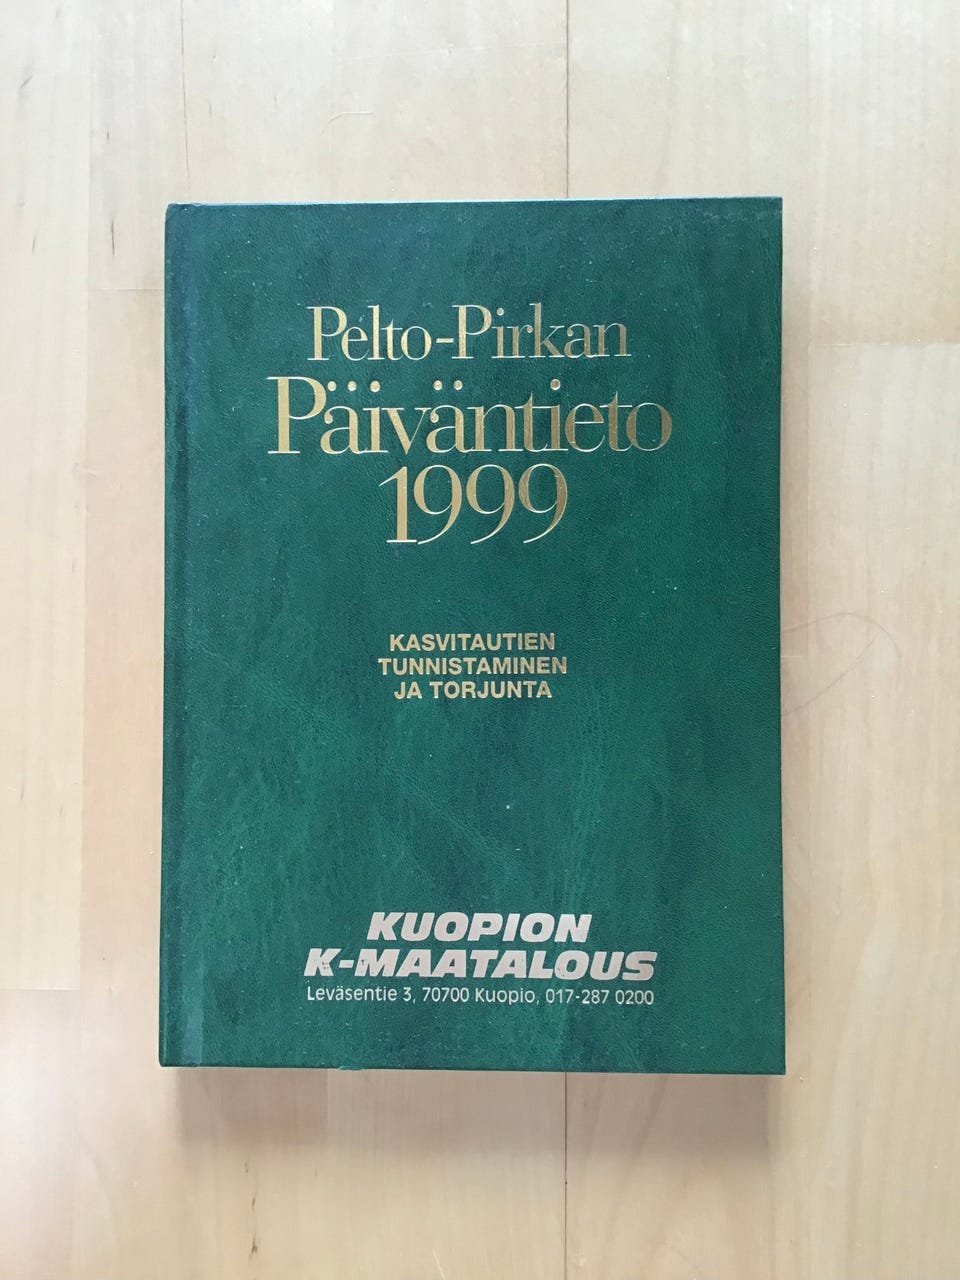 Pelto-Pirkan
Päiväntieto
1999
KASVITAUTIEN
TUNNISTAMINEN
JA TORJUNTA
KUOPION
K-MAATALOUS
Leväsentie 3, 70700 Kuopio, 017-287 0200